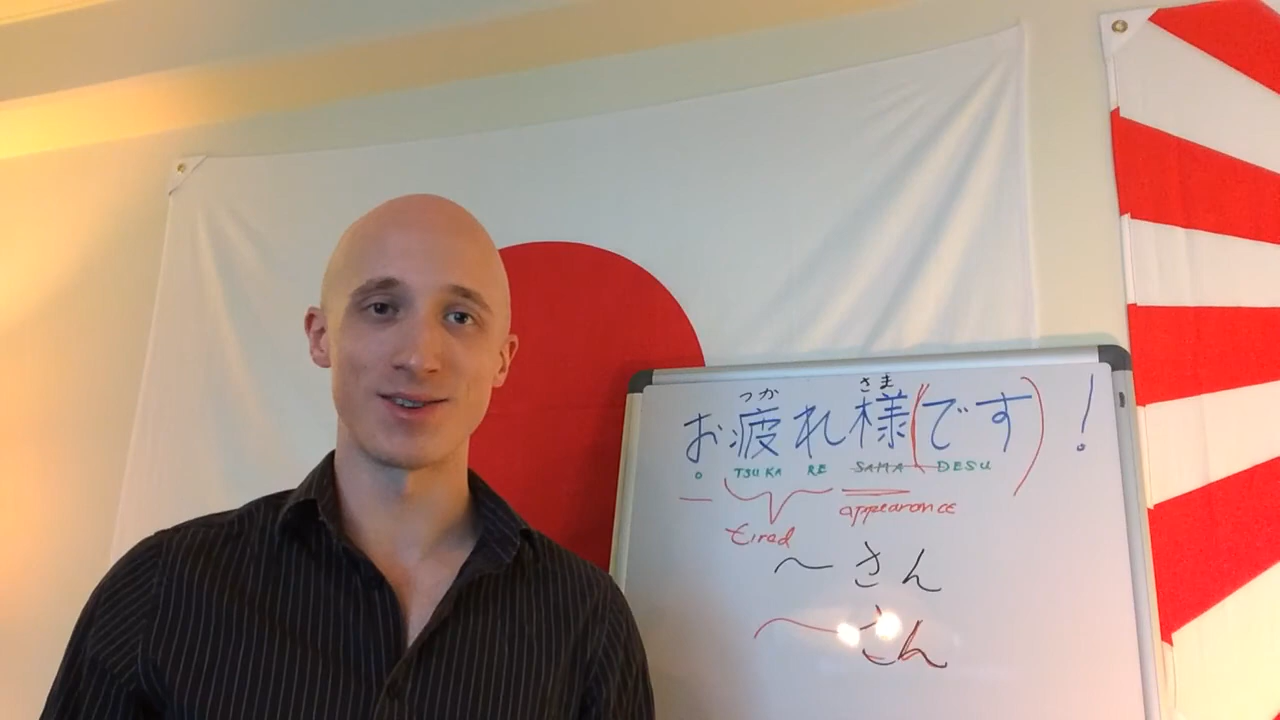 つか さま
お疲れ様(です)!
O TSUKA RE SAMA DESU
appearance
tired
~さん
~さん